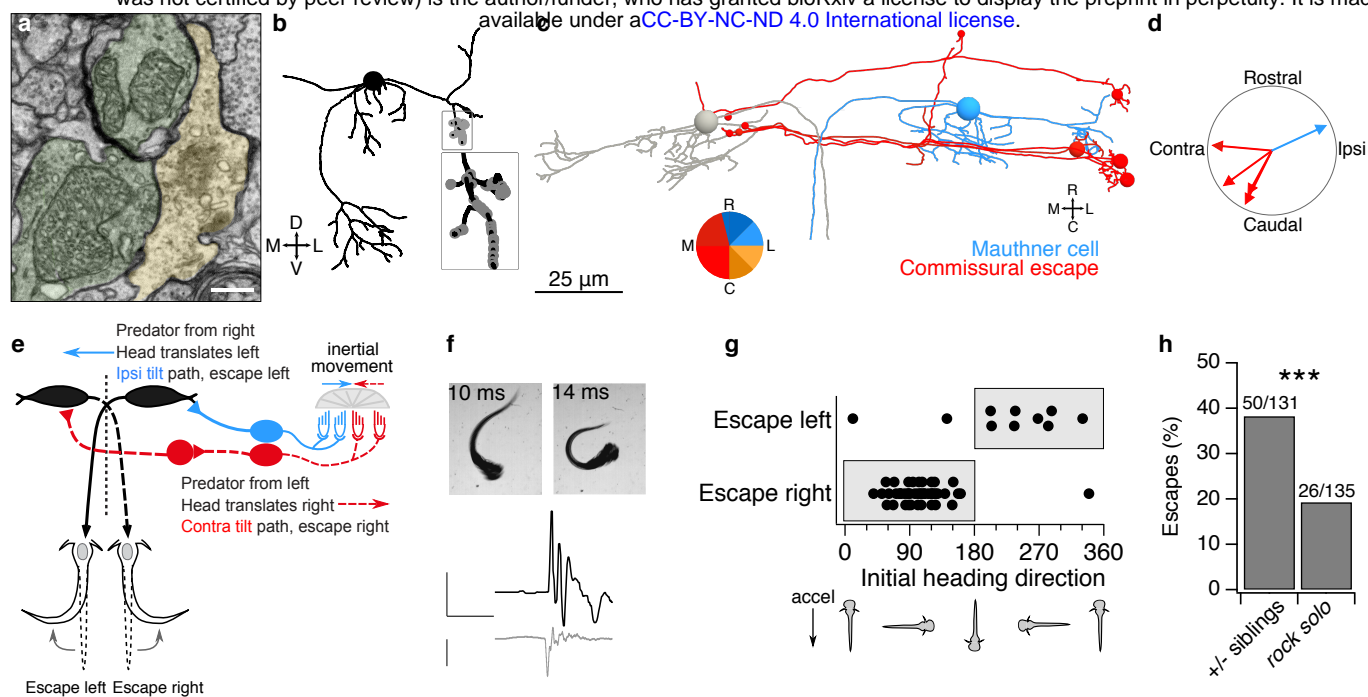 was not certified by peer review) is the author/funder, who has granted bioRxiv a license to display the preprint in perpetuity. It is made
available under aCC-BY-NC-ND 4.0 International license.
a
b
D
M L
V
c
R
M L
C
25 µm
R
M L
C
Mauthner cell
Commissural escape
d
Rostral
Contra
Ipsi
Caudal
e
Predator from right
Head translates left
Ipsi tilt path, escape left
inertial
movement
Predator from left
Head translates right
Contra tilt path, escape right
Escape left Escape right
f
10 ms
14 ms
g
Escape left
Escape right
0 90 180 270 360
Initial heading direction
accel
h
50
40
30
20
10
0
Escapes (%)
***
50/131
26/135
+/- siblings
rock solo